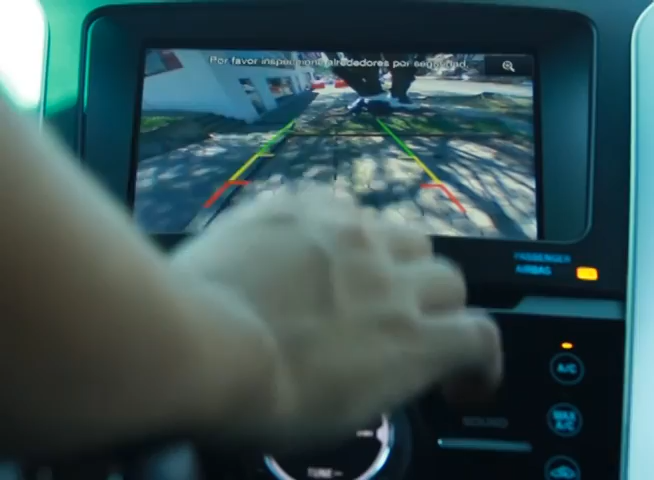 Por favor inspeccione alrededores por seguridad.
PASSENGER
AIRBAG
A/C
MAX
A/C
SOUND
TUNE